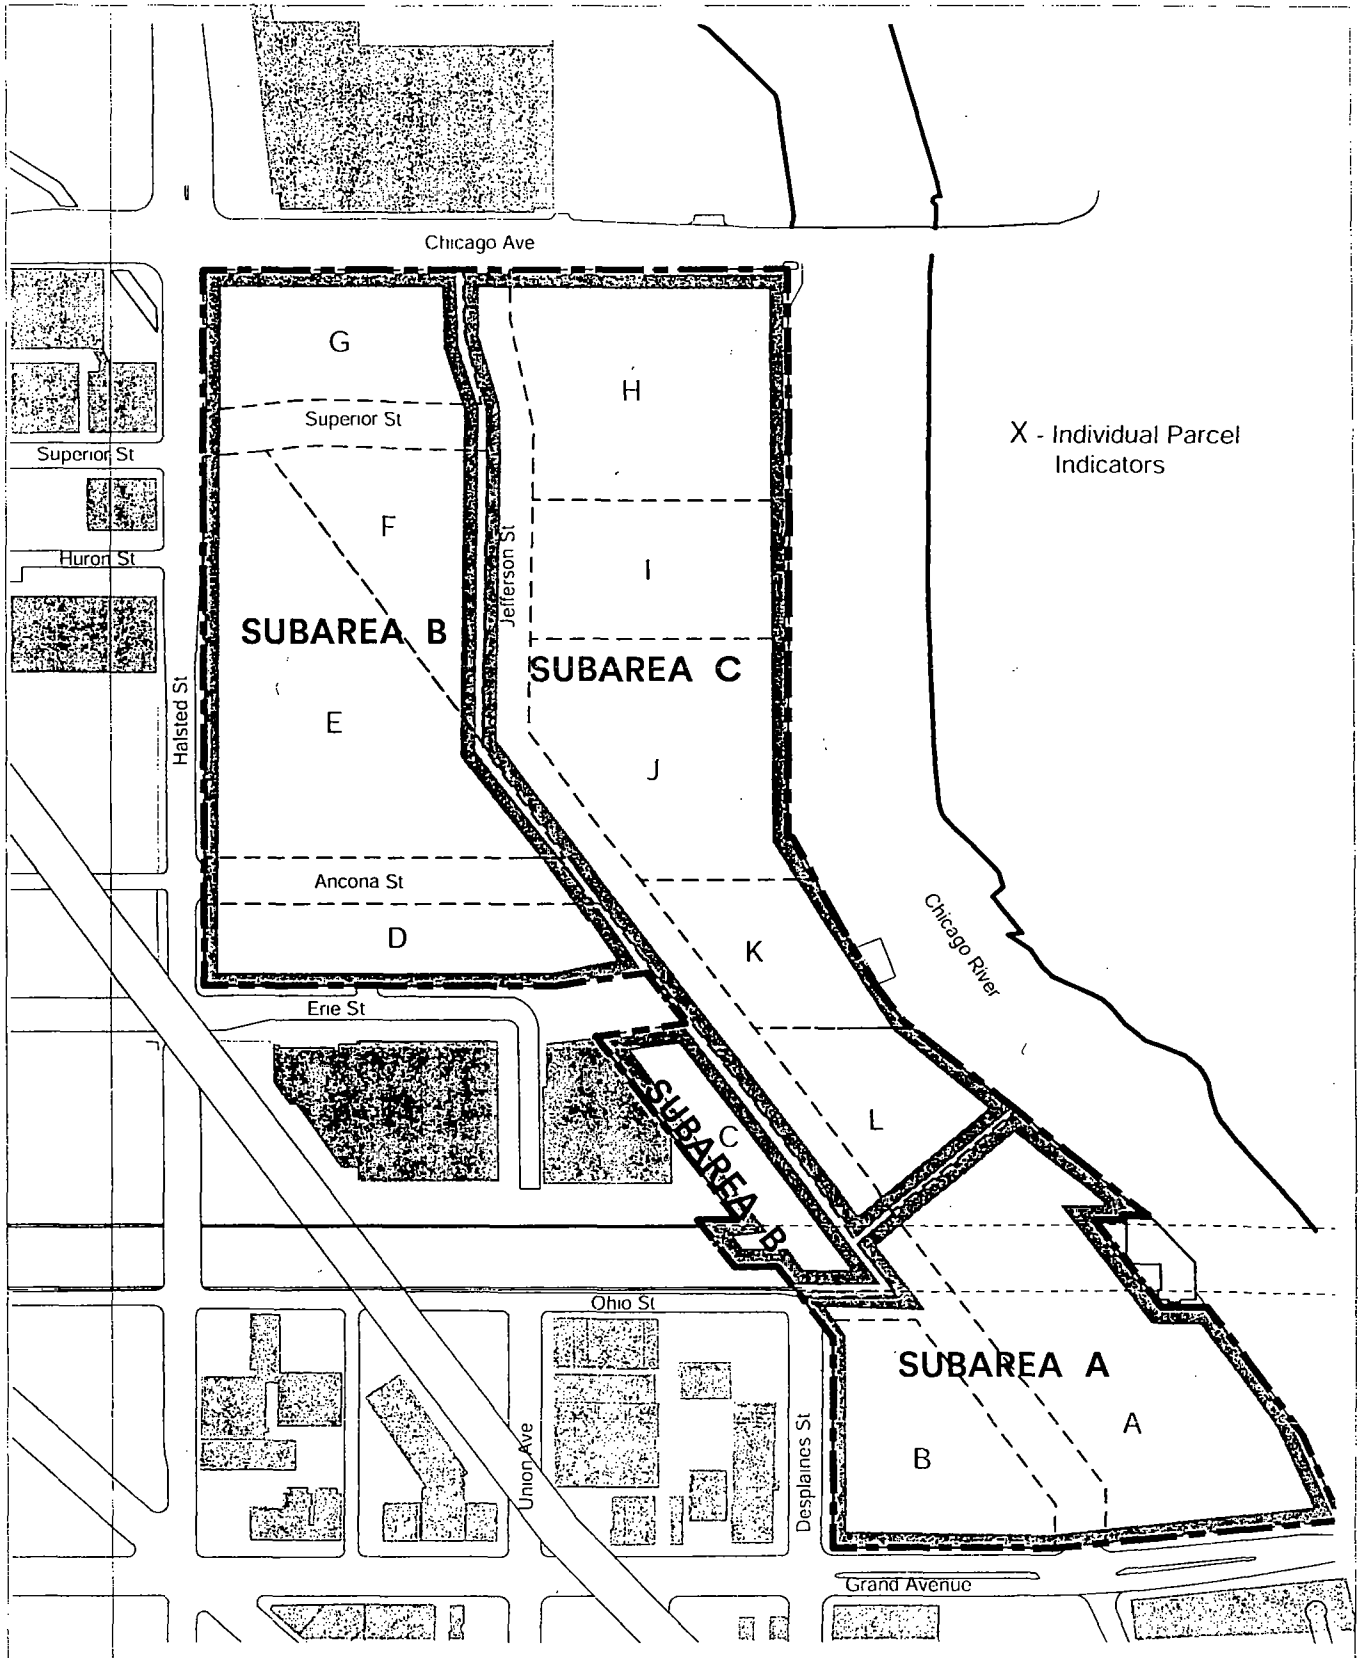 Chicago Ave
G
H
Superior St
X - Individual Parcel
Indicators
Superior St
F
Jefferson St
Huron St
I
SUBAREA B
SUBAREA C
Halsted St
E
J
Ancona St
D
K
Chicago River
Erie St
SUBAREA B
C
L
Ohio St
SUBAREA A
A
B
Union Ave
Desplaines St
Grand Avenue